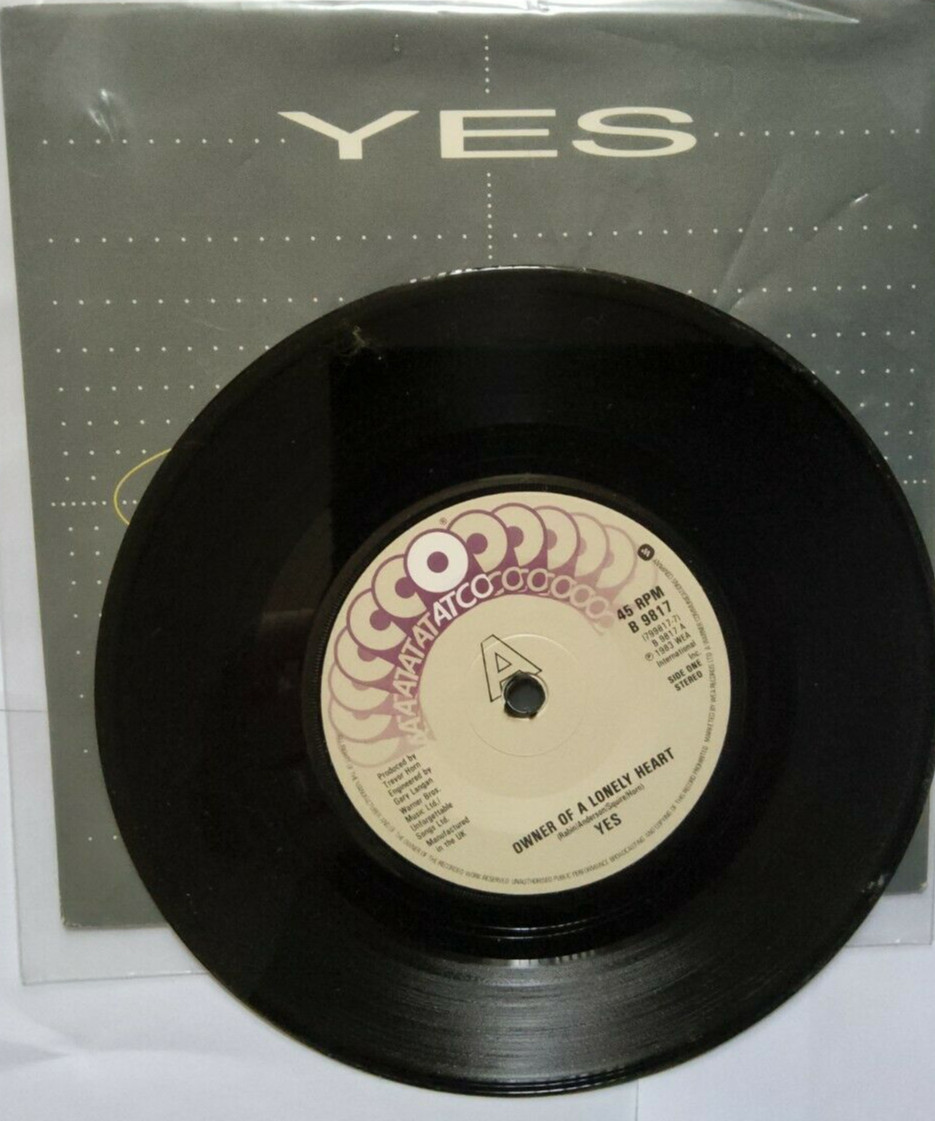 YES
ATCO
45 RPM
B 9817
(799817-7)
B 9817 A
℗ 1983 WEA
International
Inc.
SIDE ONE
STEREO
A
Produced by
Trevor Horn
Engineered by
Gary Langan
Warner Bros.
Music Ltd./
Unforgettable
Songs Ltd.
Manufactured
in the UK
OWNER OF A LONELY HEART
(Rabin/Anderson/Squire/Horn)
YES